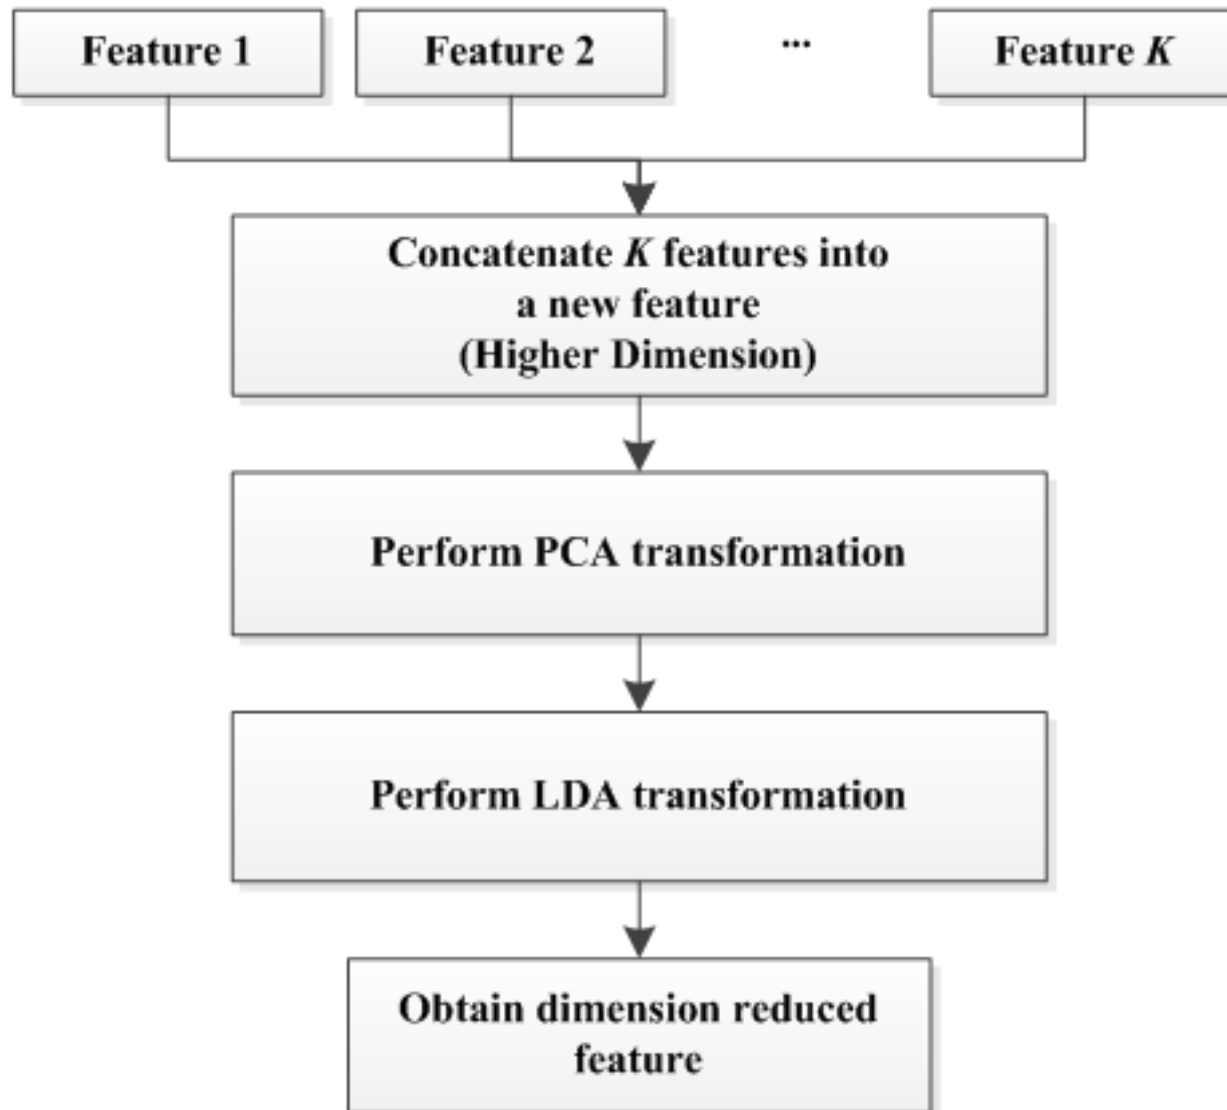 Feature 1
Feature 2
...
Feature K
Concatenate K features into
a new feature
(Higher Dimension)
Perform PCA transformation
Perform LDA transformation
Obtain dimension reduced
feature